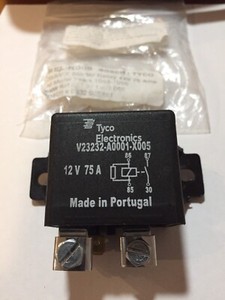 Tyco
Electronics
V23232-A0001-X005
12 V 75 A
86 87
85 30
Made in Portugal